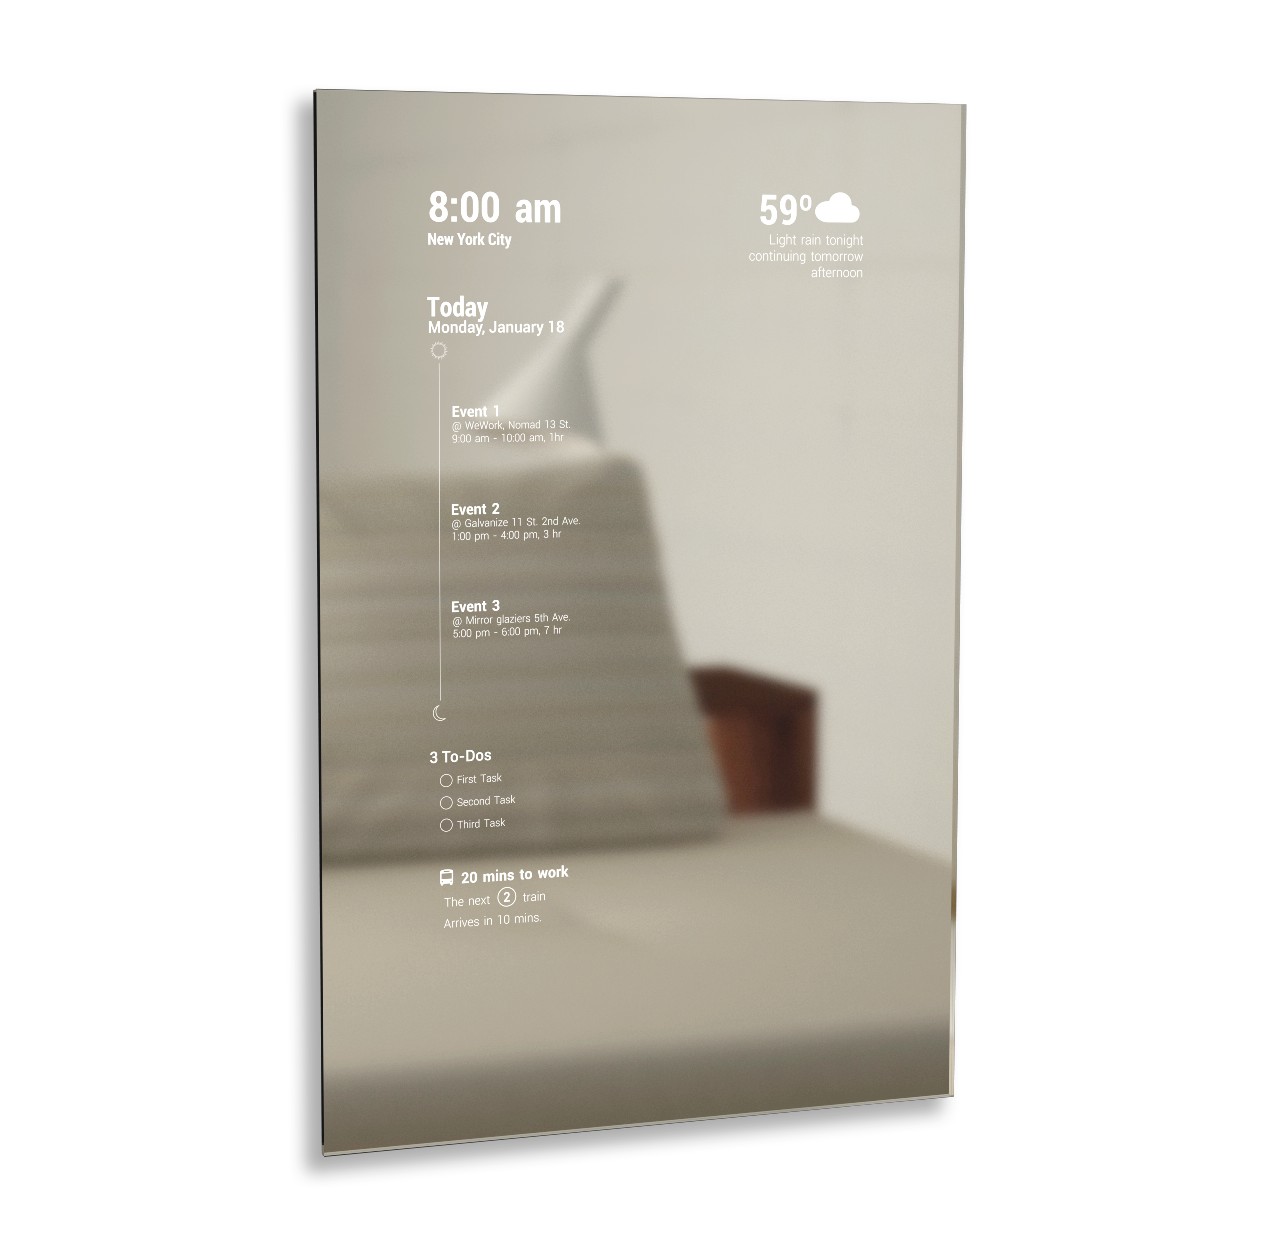 8:00 am
New York City
59º
Light rain tonight
continuing tomorrow
afternoon
Today
Monday, January 18
Event 1
@ WeWork, Nomad 13 St.
9:00 am - 10:00 am, 1hr
Event 2
@ Galvanize 11 St. 2nd Ave.
1:00 pm - 4:00 pm, 3 hr
Event 3
@ Mirror glaziers 5th Ave.
5:00 pm - 6:00 pm, 7 hr
3 To-Dos
First Task
Second Task
Third Task
20 mins to work
The next 2 train
Arrives in 10 mins.